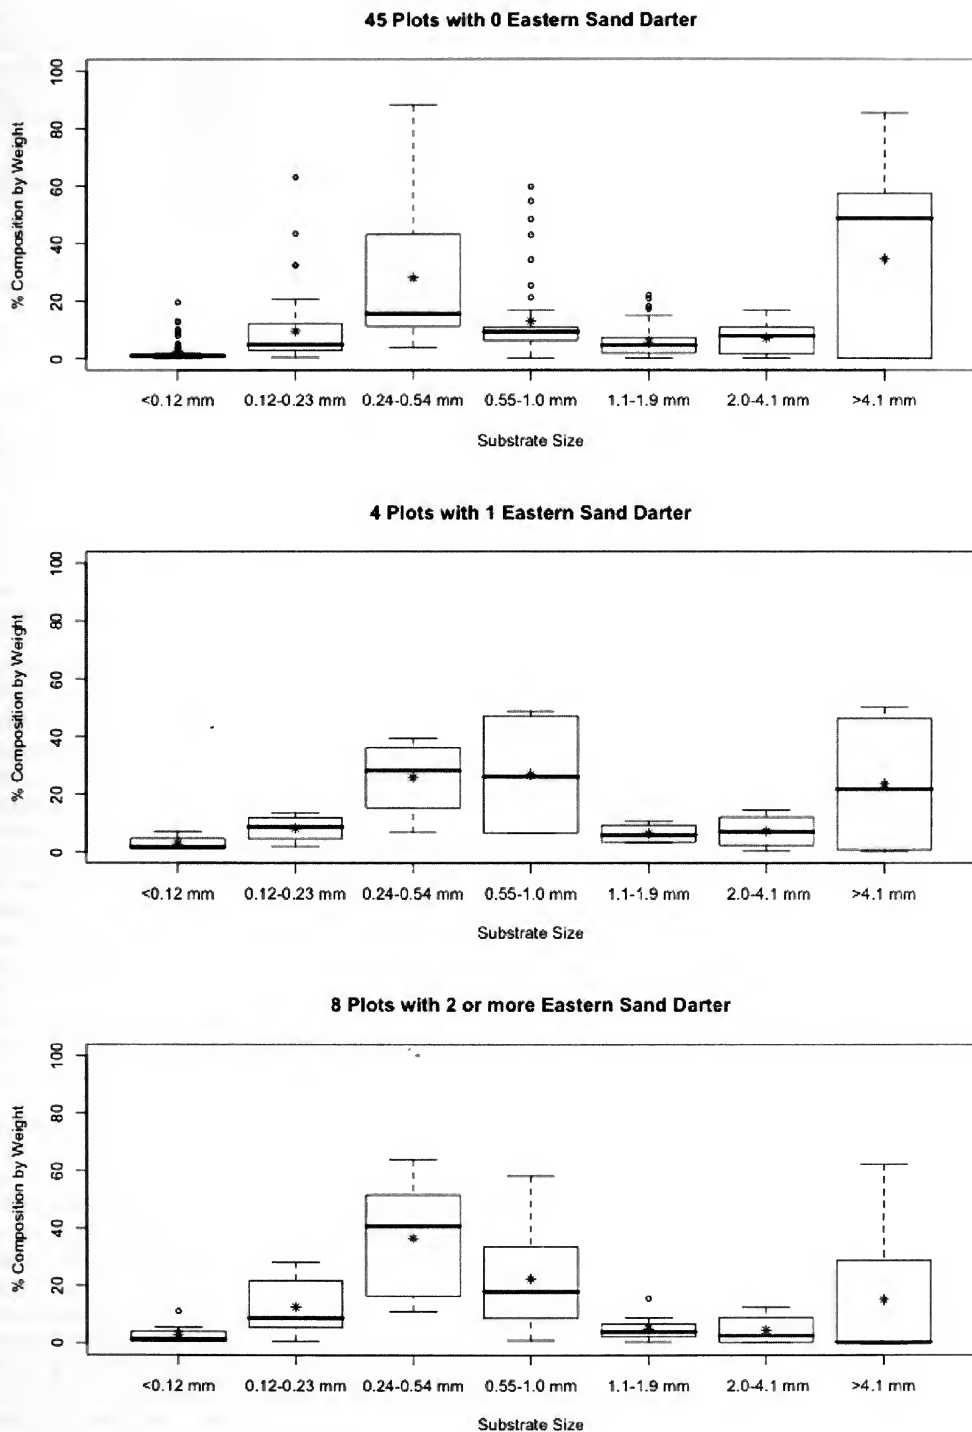 45 Plots with 0 Eastern Sand Darter
% Composition by Weight
100
80
60
40
20
0
<0.12 mm 0.12-0.23 mm 0.24-0.54 mm 0.55-1.0 mm 1.1-1.9 mm 2.0-4.1 mm >4.1 mm
Substrate Size
4 Plots with 1 Eastern Sand Darter
% Composition by Weight
100
80
60
40
20
0
<0.12 mm 0.12-0.23 mm 0.24-0.54 mm 0.55-1.0 mm 1.1-1.9 mm 2.0-4.1 mm >4.1 mm
Substrate Size
8 Plots with 2 or more Eastern Sand Darter
% Composition by Weight
100
80
60
40
20
0
<0.12 mm 0.12-0.23 mm 0.24-0.54 mm 0.55-1.0 mm 1.1-1.9 mm 2.0-4.1 mm >4.1 mm
Substrate Size